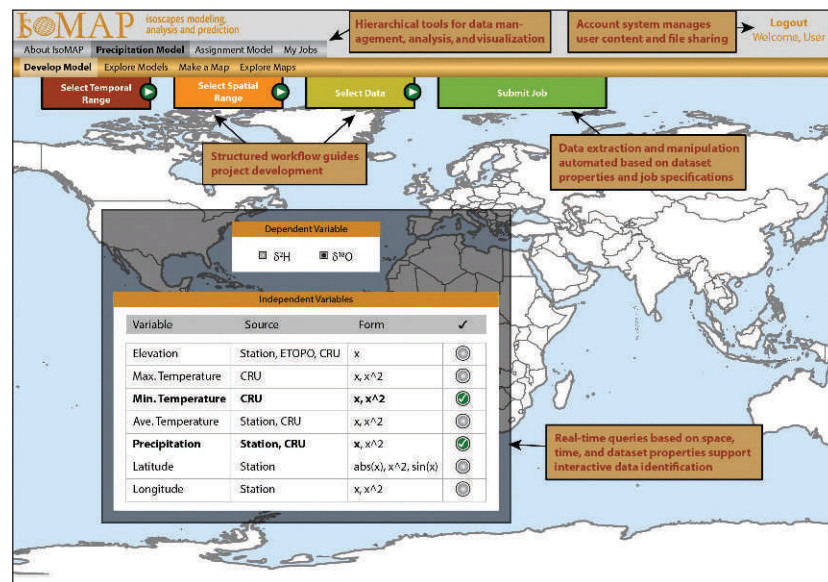 IsoMAP
isoscapes modeling,
analysis and prediction
Hierarchical tools for data man-
agement, analysis, and visualization
Account system manages
user content and file sharing
Logout
Welcome, User
About IsoMAP Precipitation Model Assignment Model My Jobs
Develop Model Explore Models Make a Map Explore Maps
Select Temporal
Range
Select Spatial
Range
Select Data
Submit Job
Structured workflow guides
project development
Data extraction and manipulation
automated based on dataset
properties and job specifications
Dependent Variable
δ²H δ¹⁸O
Independent Variables
Variable Source Form ✓
Elevation Station, ETOPO, CRU x
Max. Temperature CRU x, x^2
Min. Temperature CRU x, x^2
Ave. Temperature Station, CRU x, x^2
Precipitation Station, CRU x, x^2
Latitude Station abs(x), x^2, sin(x)
Longitude Station x, x^2
Real-time queries based on space,
time, and dataset properties support
interactive data identification